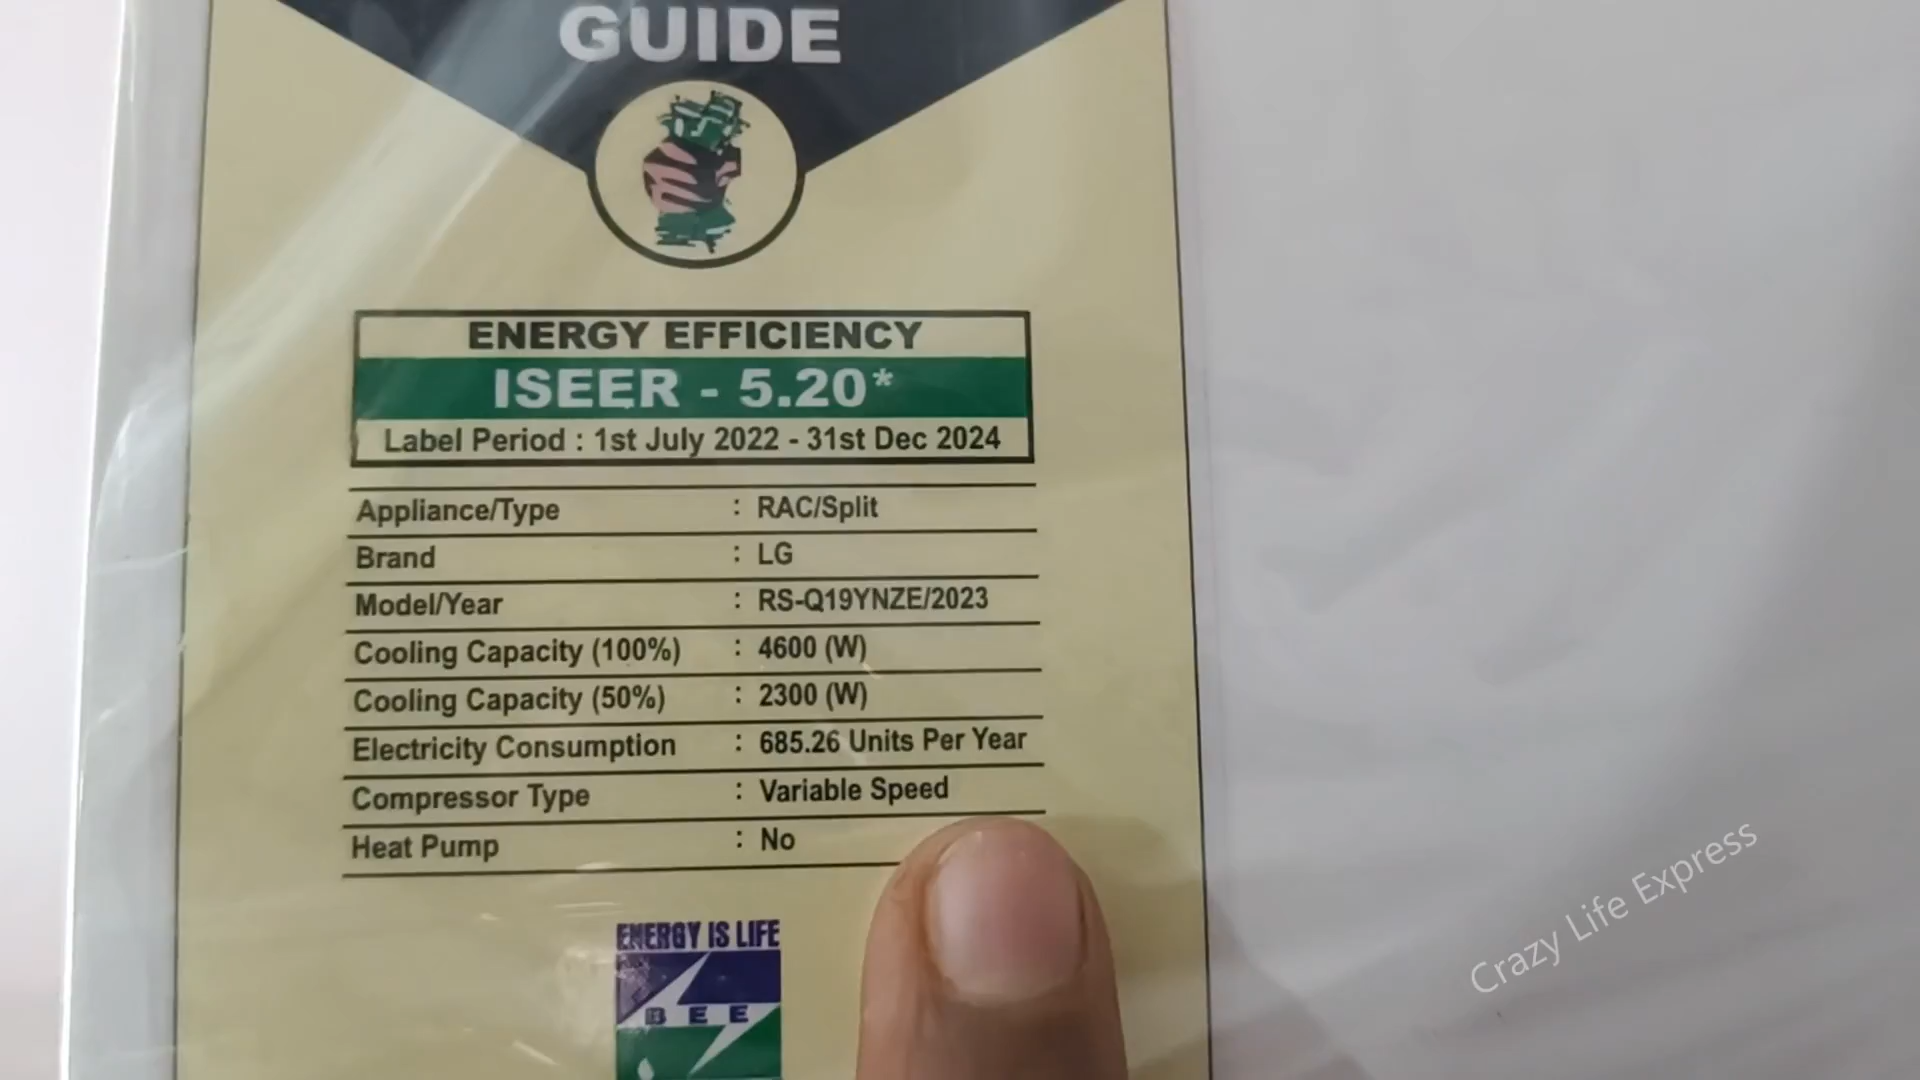 GUIDE
ENERGY EFFICIENCY
ISEER - 5.20*
Label Period : 1st July 2022 - 31st Dec 2024
Appliance/Type : RAC/Split
Brand : LG
Model/Year : RS-Q19YNZE/2023
Cooling Capacity (100%) : 4600 (W)
Cooling Capacity (50%) : 2300 (W)
Electricity Consumption : 685.26 Units Per Year
Compressor Type : Variable Speed
Heat Pump : No
ENERGY IS LIFE
BEE
Crazy Life Express